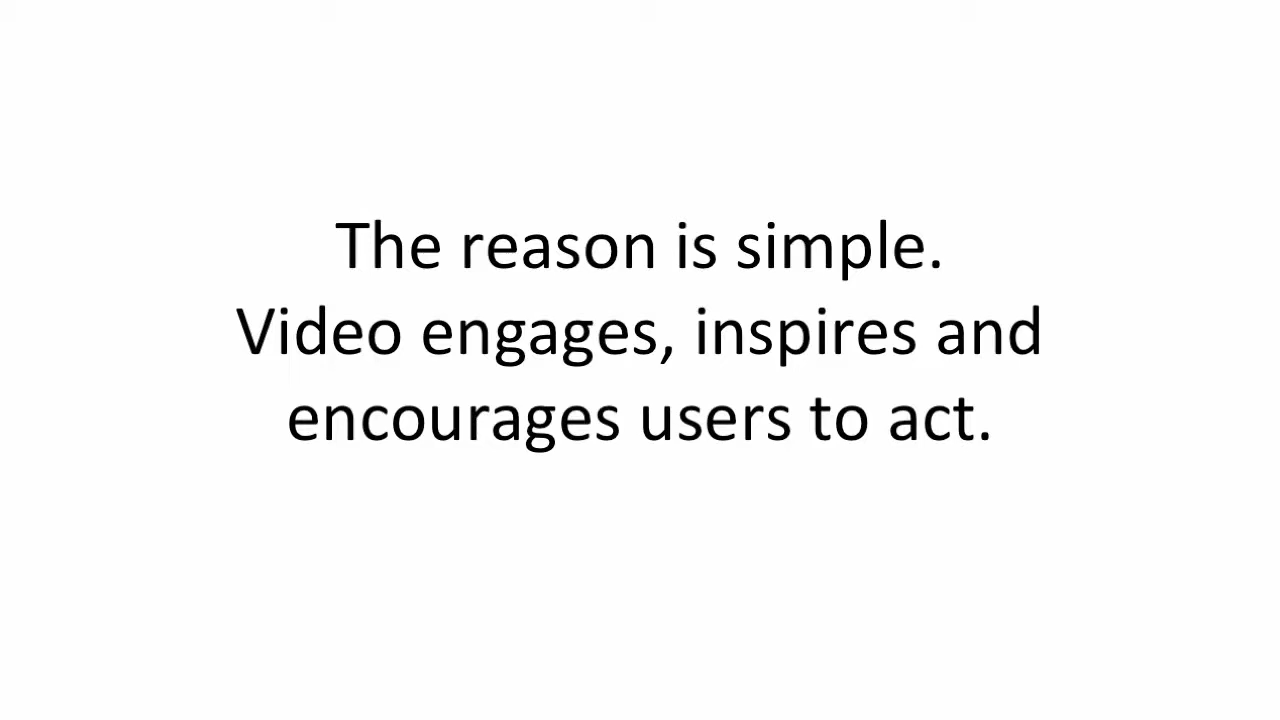 The reason is simple.
Video engages, inspires and
encourages users to act.